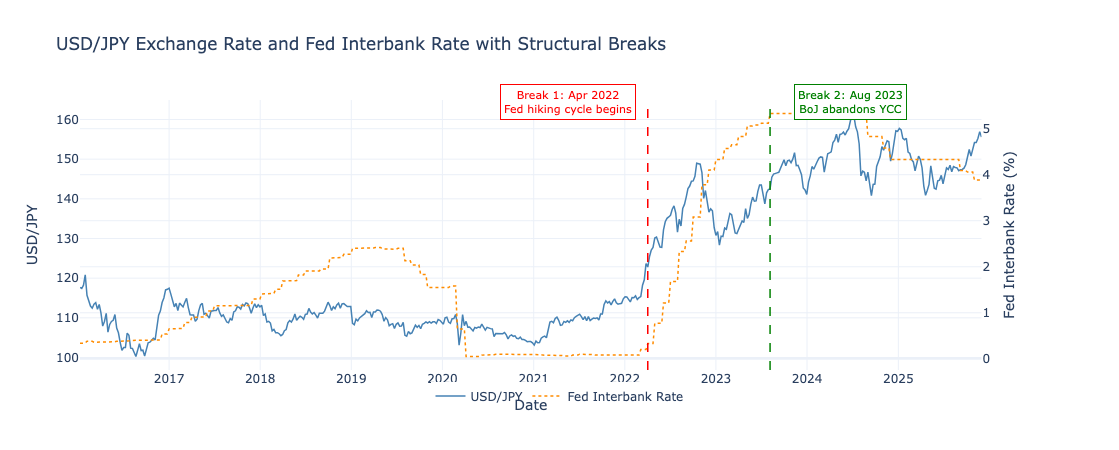 USD/JPY Exchange Rate and Fed Interbank Rate with Structural Breaks
Break 1: Apr 2022
Fed hiking cycle begins
Break 2: Aug 2023
BoJ abandons YCC
USD/JPY
160
150
140
130
120
110
100
5
4
3
2
1
0
Fed Interbank Rate (%)
2017
2018
2019
2020
2021
2022
2023
2024
2025
USD/JPY
Fed Interbank Rate
Date